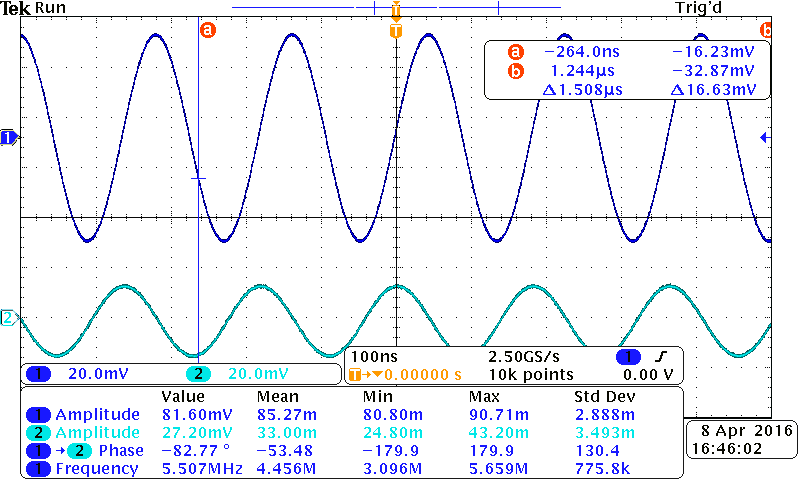 Tek Run Trig'd
T
a b
T
a −264.0ns −16.23mV
b 1.244µs −32.87mV
Δ1.508µs Δ16.63mV
1
2
1 20.0mV 2 20.0mV
100ns 2.50GS/s 1
T→▼0.00000 s 10k points 0.00 V
Value Mean Min Max Std Dev
1 Amplitude 81.60mV 85.27m 80.80m 90.71m 2.888m
2 Amplitude 27.20mV 33.00m 24.80m 43.20m 3.493m
1 → 2 Phase −82.77 ° −53.48 −179.9 179.9 130.4
1 Frequency 5.507MHz 4.456M 3.096M 5.659M 775.8k
8 Apr 2016
16:46:02